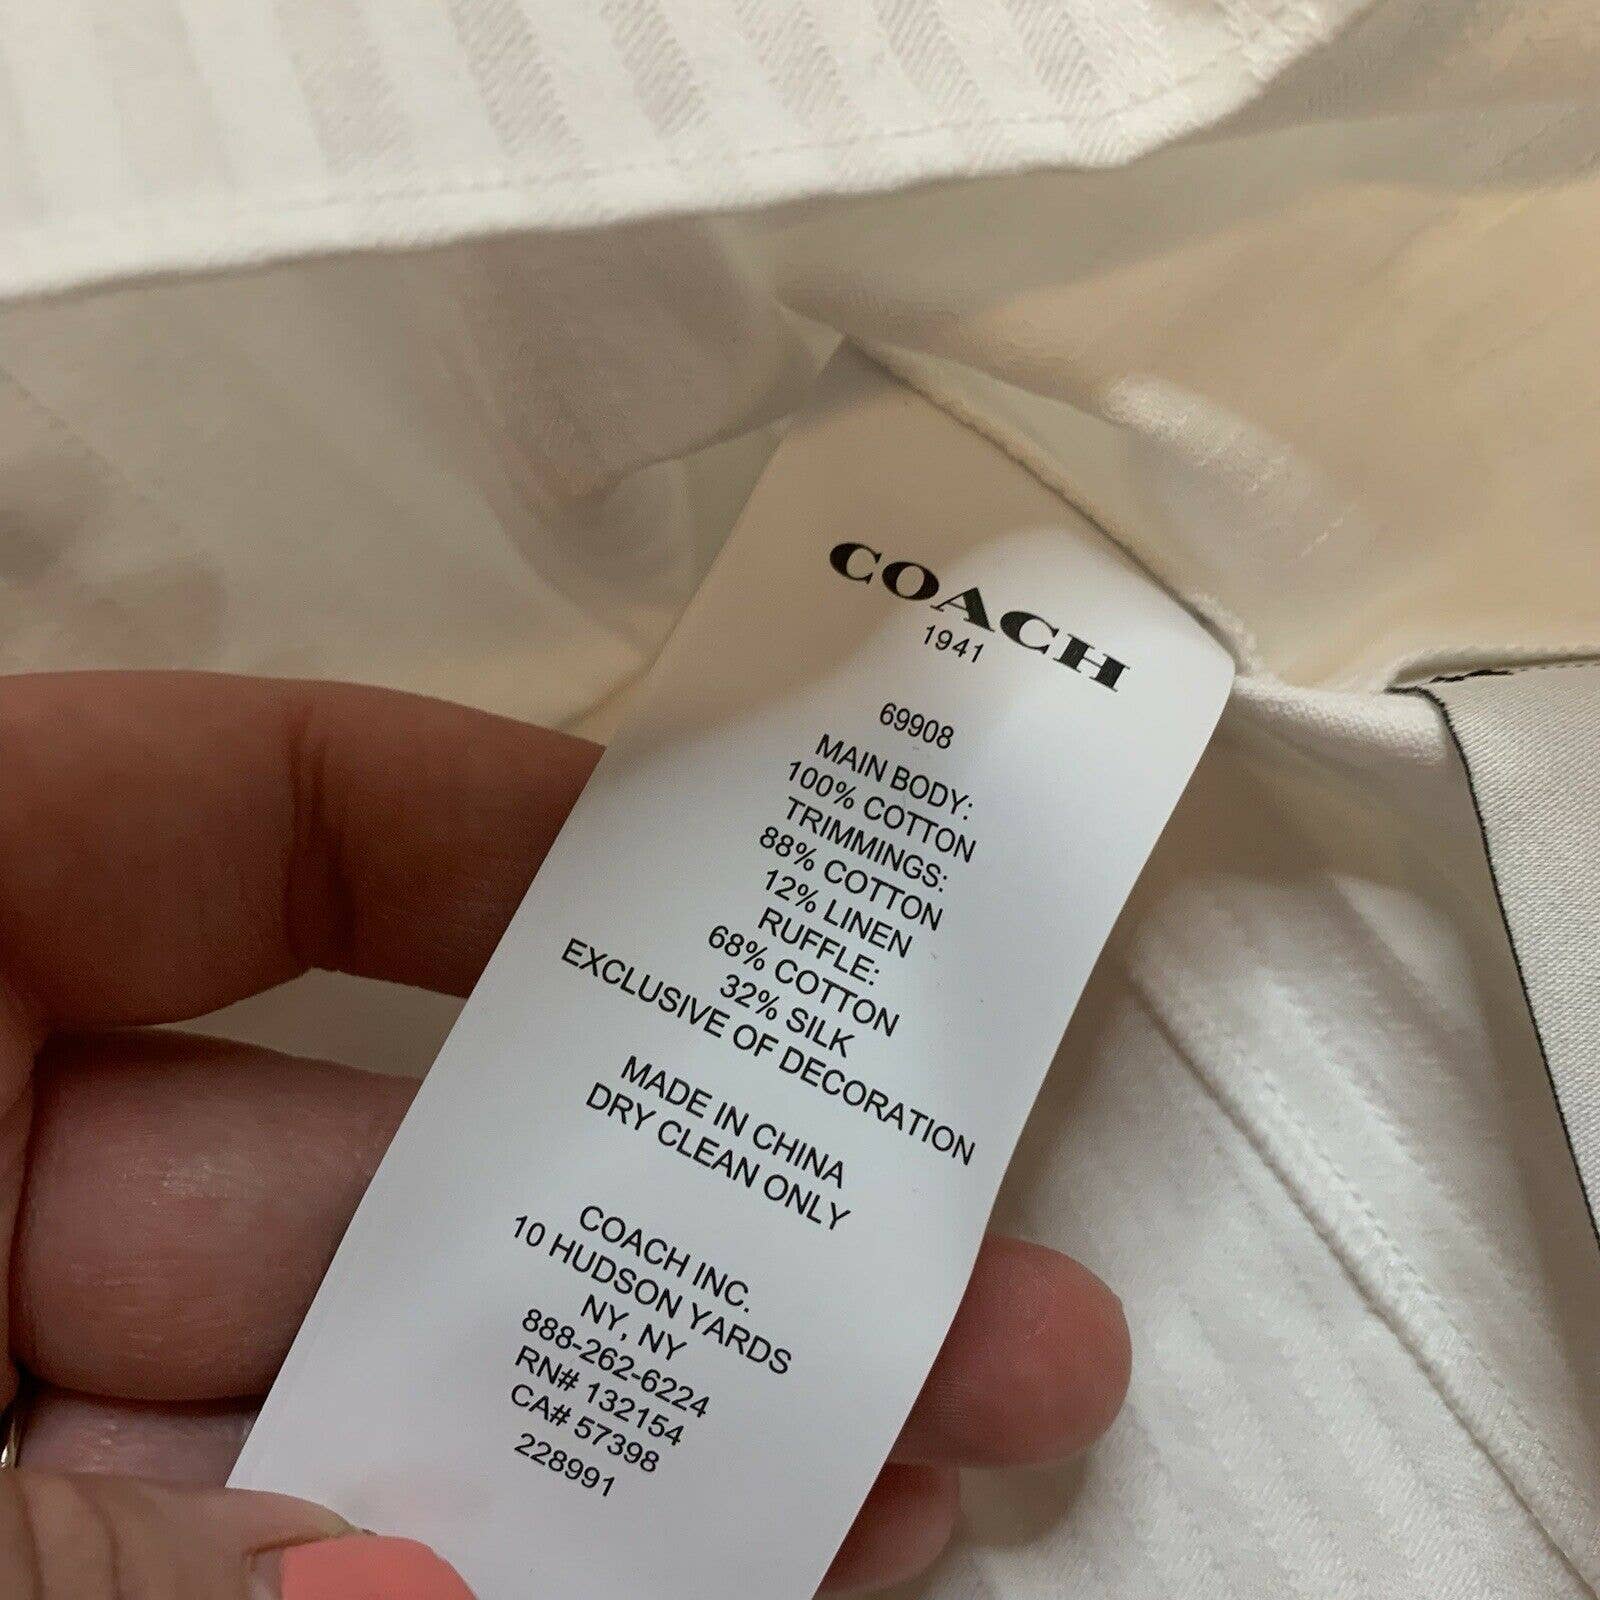 COACH
1941
69908
MAIN BODY:
100% COTTON
TRIMMINGS:
88% COTTON
12% LINEN
RUFFLE:
68% COTTON
32% SILK
EXCLUSIVE OF DECORATION
MADE IN CHINA
DRY CLEAN ONLY
COACH INC.
10 HUDSON YARDS
NY, NY
888-262-6224
RN# 132154
CA# 57398
228991